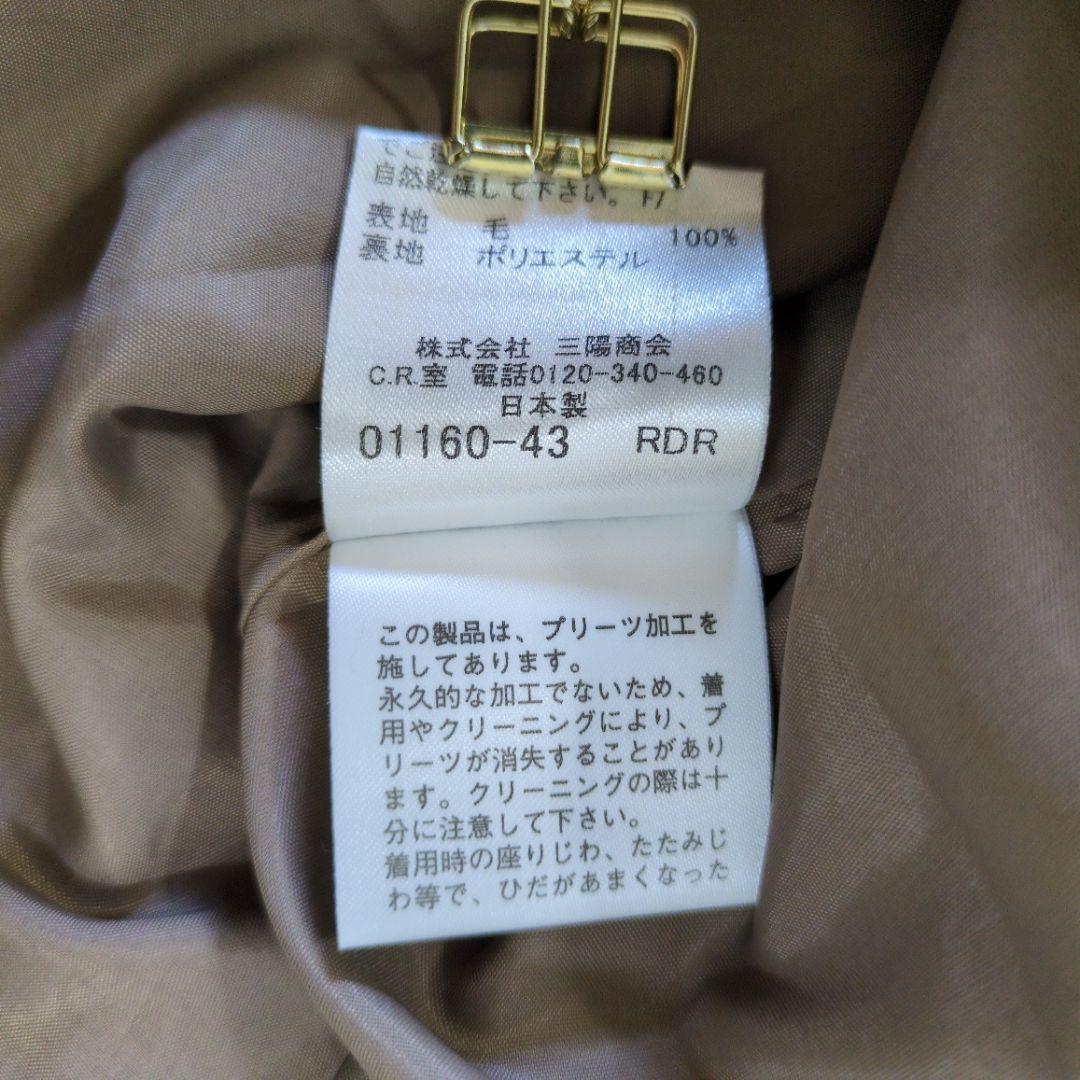 自然乾燥して下さい。
表地 毛 100%
裏地 ポリエステル
株式会社 三陽商会
C.R.室 電話0120-340-460
日本製
01160-43 RDR
この製品は、プリーツ加工を
施してあります。
永久的な加工でないため、着
用やクリーニングにより、プ
リーツが消失することがあり
ます。クリーニングの際は十
分に注意して下さい。
着用時の座りじわ、たたみじ
わ等で、ひだがあまくなった